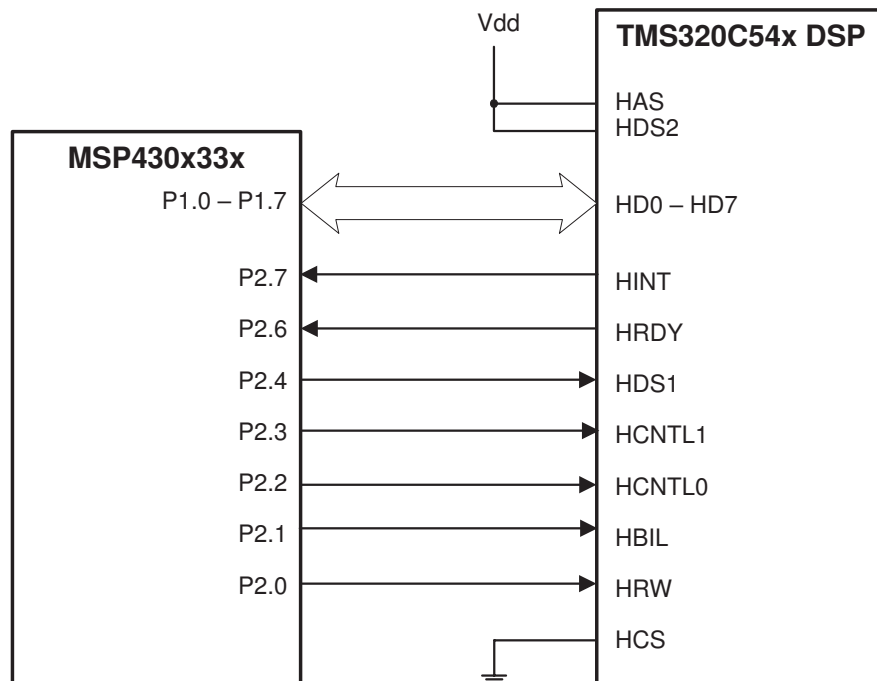 Vdd
TMS320C54x DSP
HAS
HDS2
MSP430x33x
P1.0 – P1.7
HD0 – HD7
P2.7
HINT
P2.6
HRDY
P2.4
HDS1
P2.3
HCNTL1
P2.2
HCNTL0
P2.1
HBIL
P2.0
HRW
HCS